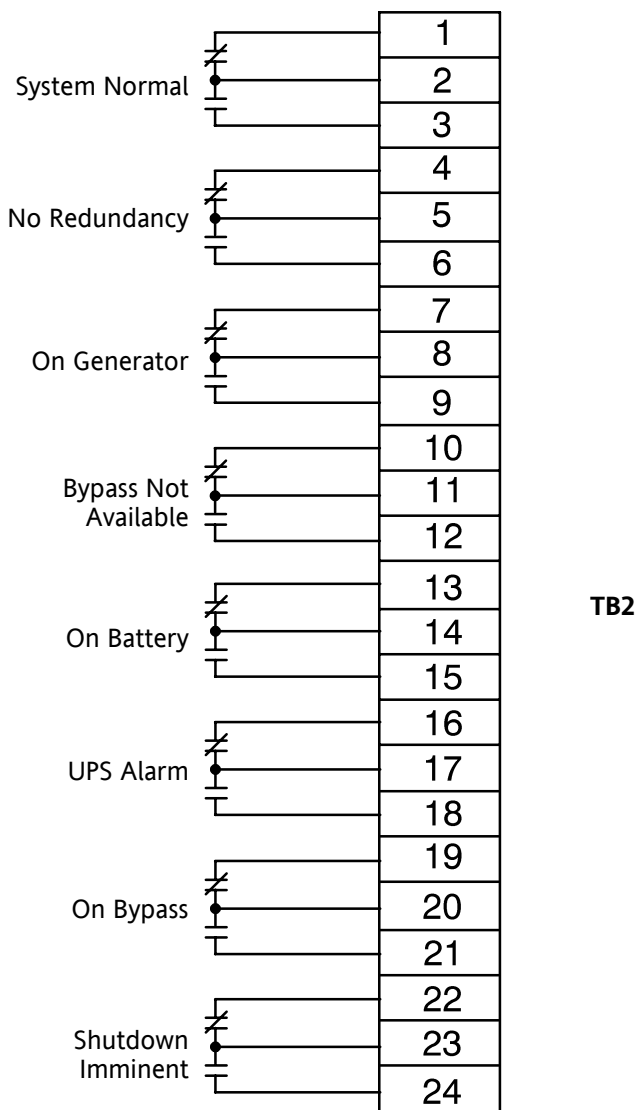 1
System Normal
2
3
4
No Redundancy
5
6
7
On Generator
8
9
10
Bypass Not
Available
11
12
13
TB2
On Battery
14
15
16
UPS Alarm
17
18
19
On Bypass
20
21
22
Shutdown
Imminent
23
24